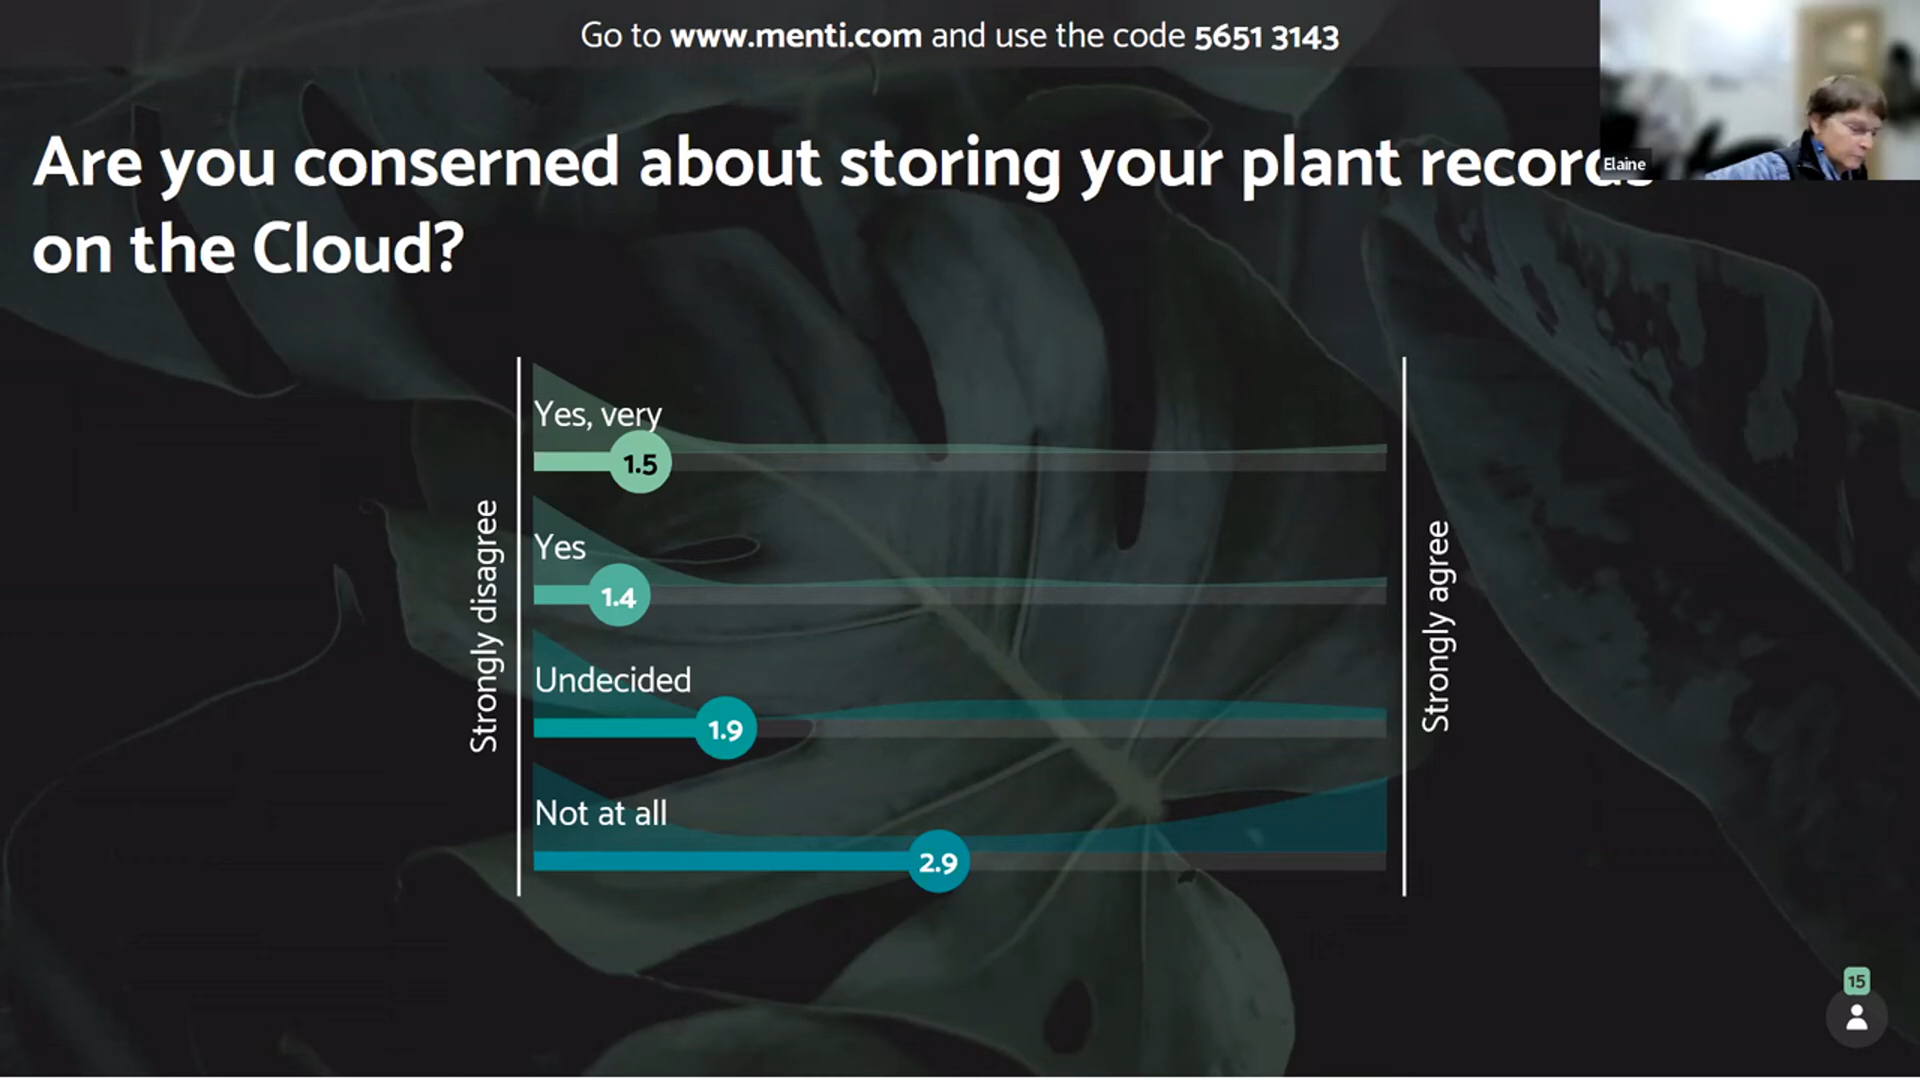 Go to www.menti.com and use the code 5651 3143
Are you conserned about storing your plant records
on the Cloud?
Elaine
Yes, very
1.5
Yes
1.4
Undecided
1.9
Not at all
2.9
Strongly disagree
Strongly agree
15